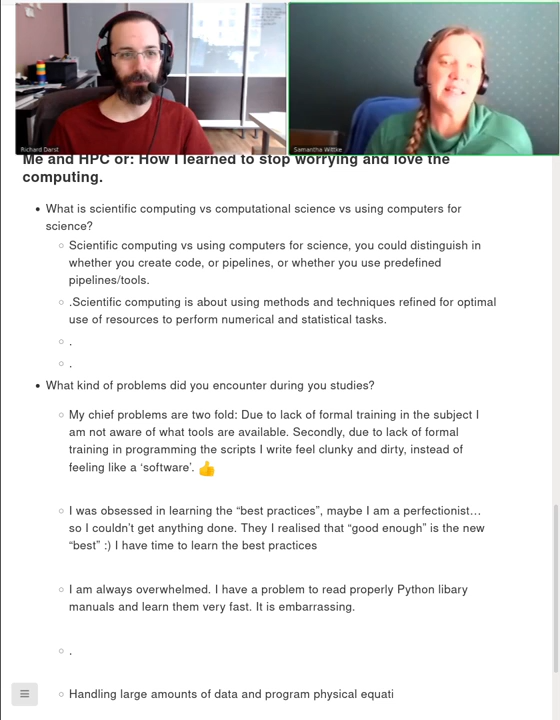 Richard Darst
Samantha Wittke
Me and HPC or: How I learned to stop worrying and love the
computing.
• What is scientific computing vs computational science vs using computers for
science?
◦ Scientific computing vs using computers for science, you could distinguish in
whether you create code, or pipelines, or whether you use predefined
pipelines/tools.
◦ .Scientific computing is about using methods and techniques refined for optimal
use of resources to perform numerical and statistical tasks.
◦ .
◦ .
• What kind of problems did you encounter during you studies?
◦ My chief problems are two fold: Due to lack of formal training in the subject I
am not aware of what tools are available. Secondly, due to lack of formal
training in programming the scripts I write feel clunky and dirty, instead of
feeling like a ‘software’. 👍
◦ I was obsessed in learning the “best practices”, maybe I am a perfectionist…
so I couldn’t get anything done. They I realised that “good enough” is the new
“best” :) I have time to learn the best practices
◦ I am always overwhelmed. I have a problem to read properly Python libary
manuals and learn them very fast. It is embarrassing.
◦ .
◦ Handling large amounts of data and program physical equati